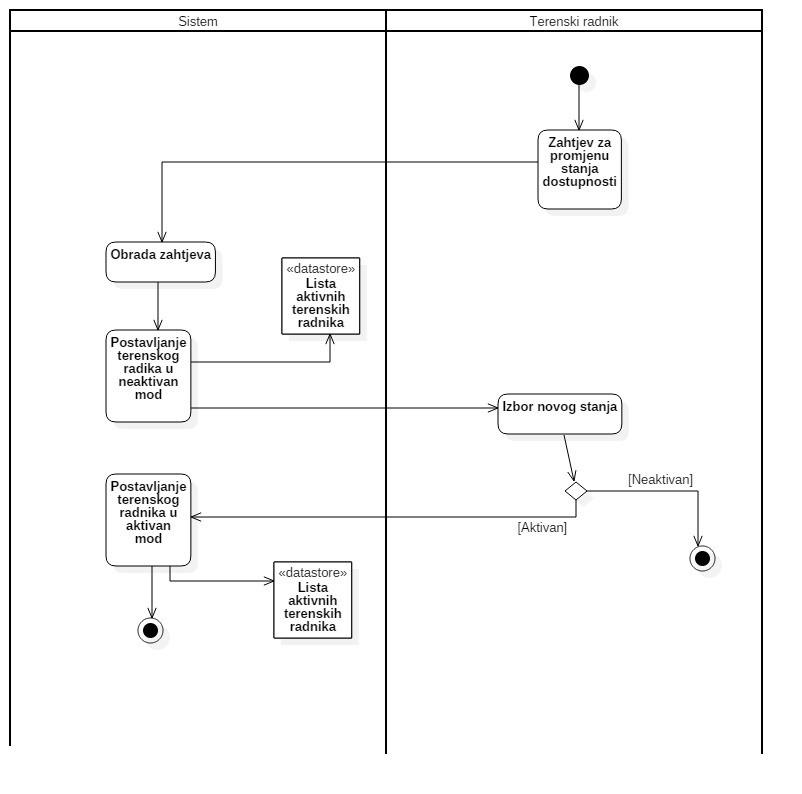 Sistem
Terenski radnik
Zahtjev za
promjenu
stanja
dostupnosti
Obrada zahtjeva
«datastore»
Lista
aktivnih
terenskih
radnika
Postavljanje
terenskog
radika u
neaktivan
mod
Izbor novog stanja
[Neaktivan]
[Aktivan]
Postavljanje
terenskog
radnika u
aktivan
mod
«datastore»
Lista
aktivnih
terenskih
radnika